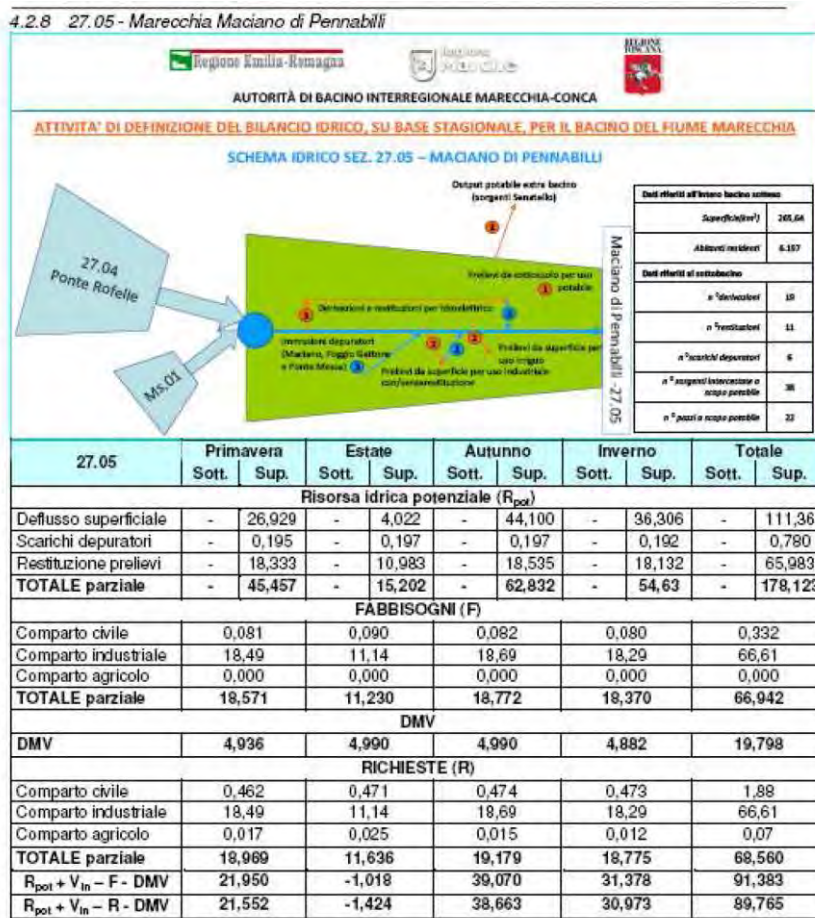 4.2.8 27.05 - Marecchia Maciano di Pennabilli
Regione Emilia-Romagna
Regione
Marche
REGIONE
TOSCANA
AUTORITÀ DI BACINO INTERREGIONALE MARECCHIA-CONCA
ATTIVITA' DI DEFINIZIONE DEL BILANCIO IDRICO, SU BASE STAGIONALE, PER IL BACINO DEL FIUME MARECCHIA
SCHEMA IDRICO SEZ. 27.05 – MACIANO DI PENNABILLI
Output potabile extra bacino
(sorgenti Senatello)
1
27.04
Ponte Rofelle
Ms.01
Prelievi da sottosuolo per uso
potabile
1
3
Derivazioni e restituzioni per idroelettrico
3
Immissioni depuratori
(Maciano, Poggio
e Ponte Messa)
3
2
2
2
Prelievi da superficie per
uso irriguo
Prelievi da superficie per uso industriale
con/senza restituzione
Maciano di Pennabilli -27.05
Dati riferiti all'intero bacino sotteso
Superficie(km²) 265,64
Abitanti residenti 6.197
Dati riferiti al sottobacino
n °derivazioni 19
n °restituzioni 11
n °scarichi depuratori 6
n ° sorgenti intercettate a
scopo potabile 38
n ° pozzi a scopo potabile 22
27.05 Primavera Estate Autunno Inverno Totale
Sott. Sup. Sott. Sup. Sott. Sup. Sott. Sup. Sott. Sup.
Risorsa idrica potenziale (Rpot)
Deflusso superficiale - 26,929 - 4,022 - 44,100 - 36,306 - 111,36
Scarichi depuratori - 0,195 - 0,197 - 0,197 - 0,192 - 0,780
Restituzione prelievi - 18,333 - 10,983 - 18,535 - 18,132 - 65,983
TOTALE parziale - 45,457 - 15,202 - 62,832 - 54,63 - 178,123
FABBISOGNI (F)
Comparto civile 0,081 0,090 0,082 0,080 0,332
Comparto industriale 18,49 11,14 18,69 18,29 66,61
Comparto agricolo 0,000 0,000 0,000 0,000 0,000
TOTALE parziale 18,571 11,230 18,772 18,370 66,942
DMV
DMV 4,936 4,990 4,990 4,882 19,798
RICHIESTE (R)
Comparto civile 0,462 0,471 0,474 0,473 1,88
Comparto industriale 18,49 11,14 18,69 18,29 66,61
Comparto agricolo 0,017 0,025 0,015 0,012 0,07
TOTALE parziale 18,969 11,636 19,179 18,775 68,560
Rpot + Vin – F - DMV 21,950 -1,018 39,070 31,378 91,383
Rpot + Vin – R - DMV 21,552 -1,424 38,663 30,973 89,765